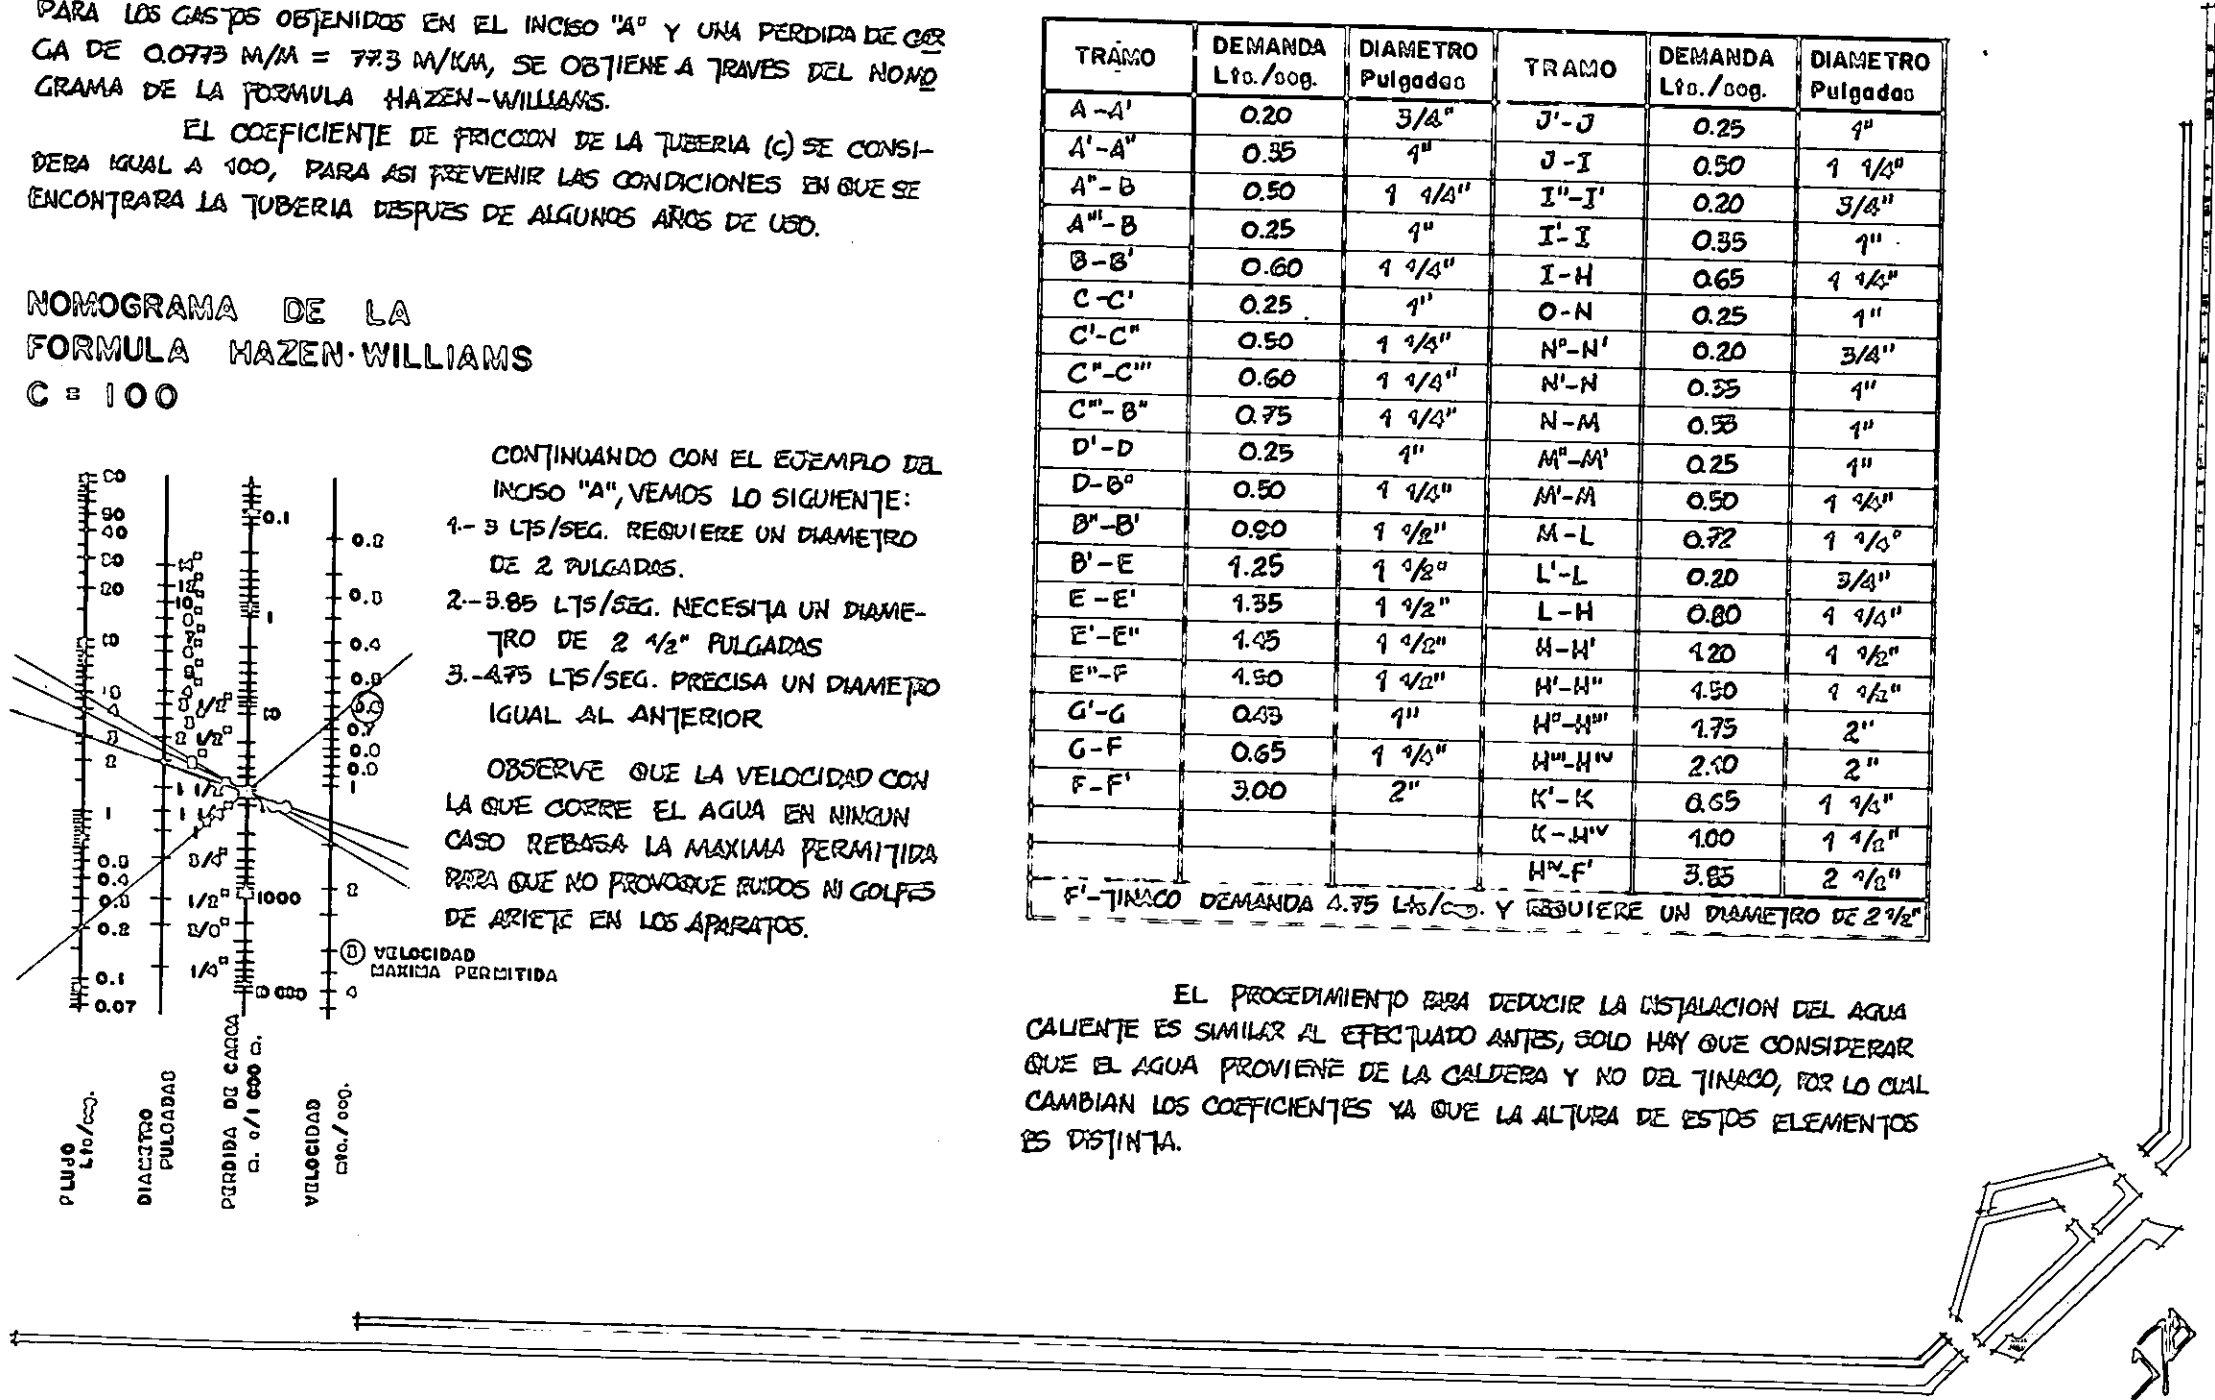 PARA LOS GASTOS OBTENIDOS EN EL INCISO "A" Y UNA PERDIDA DE CAR
GA DE 0.0773 M/M = 77.3 M/KM, SE OBTIENE A TRAVES DEL NOMO
GRAMA DE LA FORMULA HAZEN-WILLIAMS.
EL COEFICIENTE DE FRICCION DE LA TUBERIA (C) SE CONSI-
DERA IGUAL A 100, PARA ASI PREVENIR LAS CONDICIONES EN QUE SE
ENCONTRARA LA TUBERIA DESPUES DE ALGUNOS AÑOS DE USO.
NOMOGRAMA DE LA
FORMULA HAZEN-WILLIAMS
C = 100
CONTINUANDO CON EL EJEMPLO DEL
INCISO "A", VEMOS LO SIGUIENTE:
1.- 3 LTS/SEG. REQUIERE UN DIAMETRO
DE 2 PULGADAS.
2.- 3.85 LTS/SEG. NECESITA UN DIAME-
TRO DE 2 1/2" PULGADAS
3.- 4.75 LTS/SEG. PRECISA UN DIAMETRO
IGUAL AL ANTERIOR
OBSERVE QUE LA VELOCIDAD CON
LA QUE CORRE EL AGUA EN NINGUN
CASO REBASA LA MAXIMA PERMITIDA
PARA QUE NO PROVOQUE RUIDOS NI GOLPES
DE ARIETE EN LOS APARATOS.
VELOCIDAD
MAXIMA PERMITIDA
FLUJO Lts/seg.
DIAMETRO PULGADAS
PERDIDA DE CARGA
VELOCIDAD mts./seg.
TRAMO DEMANDA Lts./seg. DIAMETRO Pulgadas TRAMO DEMANDA Lts./seg. DIAMETRO Pulgadas
A-A' 0.20 3/4" J'-J 0.25 1"
A'-A" 0.35 1" J-I 0.50 1 1/4"
A"-B 0.50 1 1/4" I"-I' 0.20 3/4"
A"'-B 0.25 1" I'-I 0.35 1"
B-B' 0.60 1 1/4" I-H 0.65 1 1/4"
C-C' 0.25 1" O-N 0.25 1"
C'-C" 0.50 1 1/4" N"-N' 0.20 3/4"
C"-C"' 0.60 1 1/4" N'-N 0.35 1"
C"'-B" 0.75 1 1/4" N-M 1"
D'-D 0.25 1" M"-M' 0.25 1"
D-B" 0.50 1 1/4" M'-M 0.50 1 1/4"
B"-B' 1 1/2" M-L 0.72 1 1/4"
B'-E 1.25 1 1/2" L'-L 0.20 3/4"
E-E' 1.35 1 1/2" L-H 0.80 1 1/4"
E'-E" 1.45 1 1/2" H-H' 1.20 1 1/2"
E"-F 1.50 1 1/2" H'-H" 1.50 1 1/2"
G'-G 0.43 1" H"-H"' 1.75 2"
G-F 0.65 1 1/4" H"'-HIV 2" 
F-F' 3.00 2" K'-K 0.65 1 1/4"
K-HIV 1.00 1 1/2"
HIV-F' 3.85 2 1/2"
F'-TINACO DEMANDA 4.75 Lts/seg. Y REQUIERE UN DIAMETRO DE 2 1/2"
EL PROCEDIMIENTO PARA DEDUCIR LA INSTALACION DEL AGUA
CALIENTE ES SIMILAR AL EFECTUADO ANTES, SOLO HAY QUE CONSIDERAR
QUE EL AGUA PROVIENE DE LA CALDERA Y NO DEL TINACO, POR LO CUAL
CAMBIAN LOS COEFICIENTES YA QUE LA ALTURA DE ESTOS ELEMENTOS
ES DISTINTA.